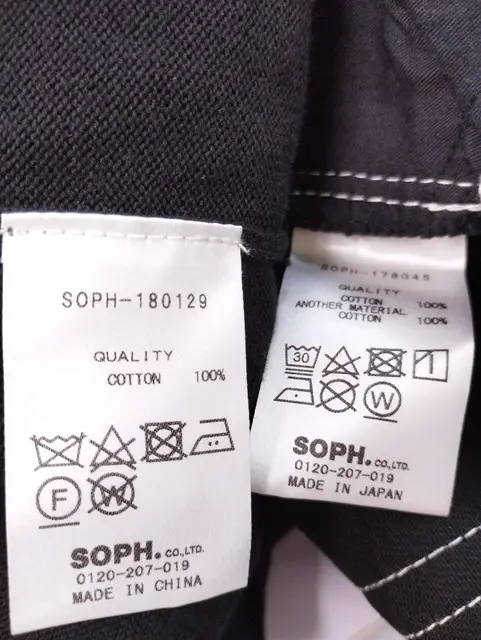 SOPH-180129
QUALITY
COTTON 100%
F
W
SOPH. CO.,LTD.
0120-207-019
MADE IN CHINA
SOPH-178045
QUALITY
COTTON 100%
ANOTHER MATERIAL
COTTON 100%
30
W
SOPH. CO.,LTD.
0120-207-019
MADE IN JAPAN